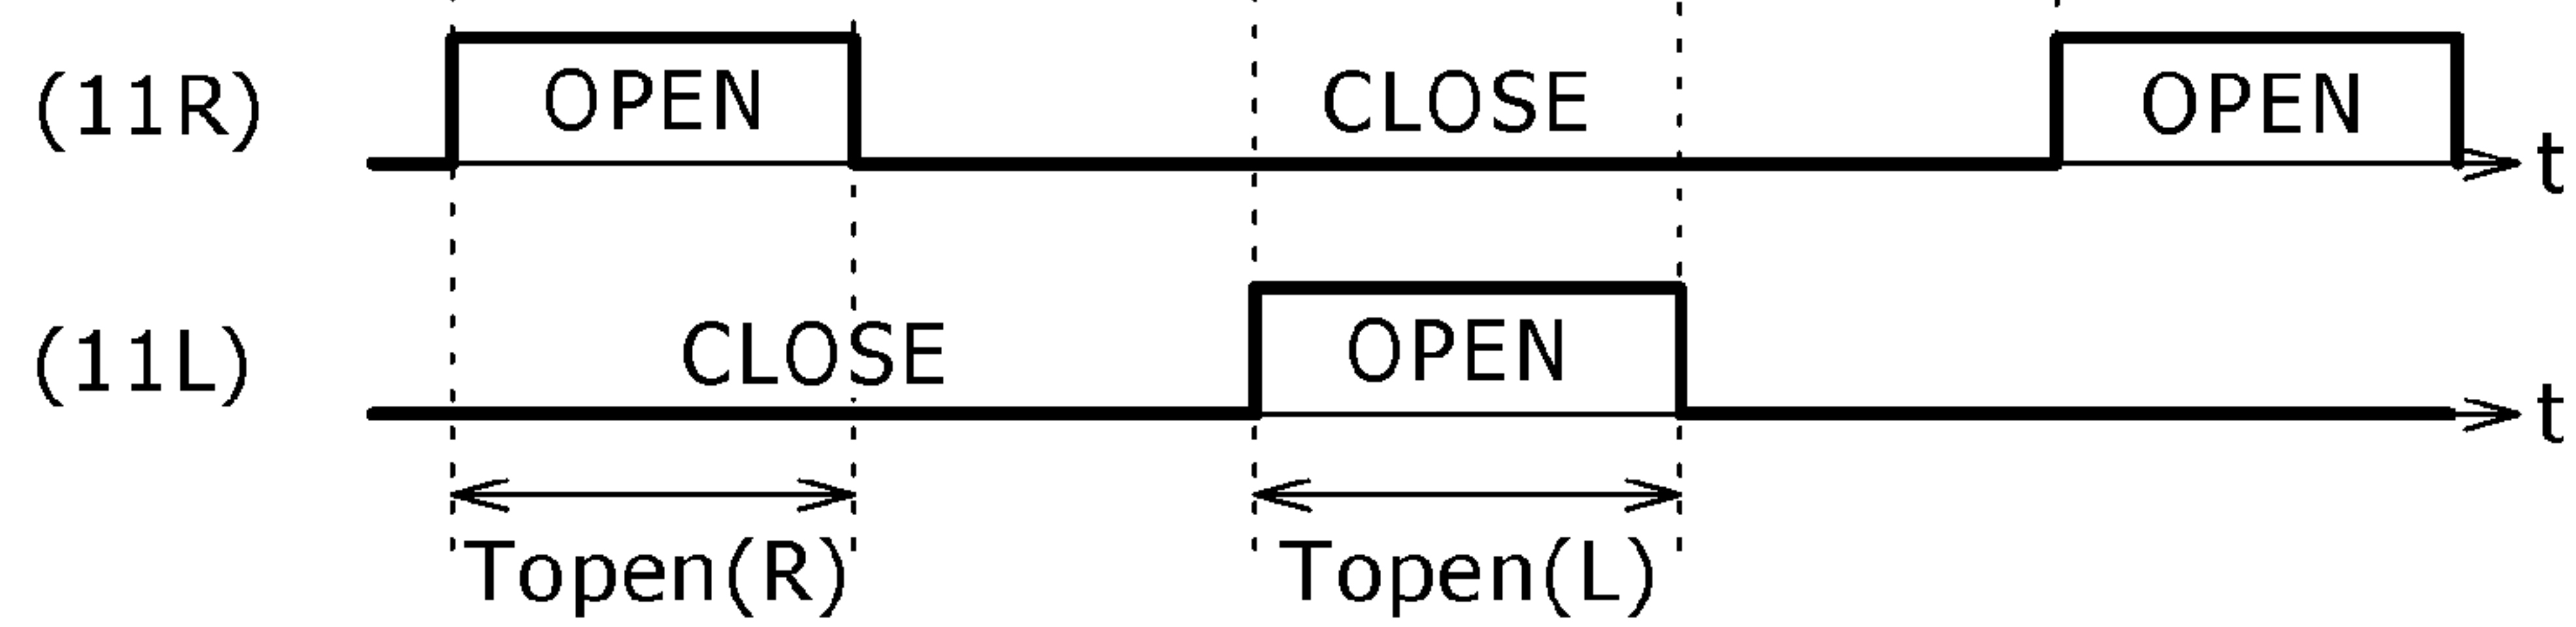 (11R) OPEN CLOSE OPEN t
(11L) CLOSE OPEN t
Topen(R) Topen(L)